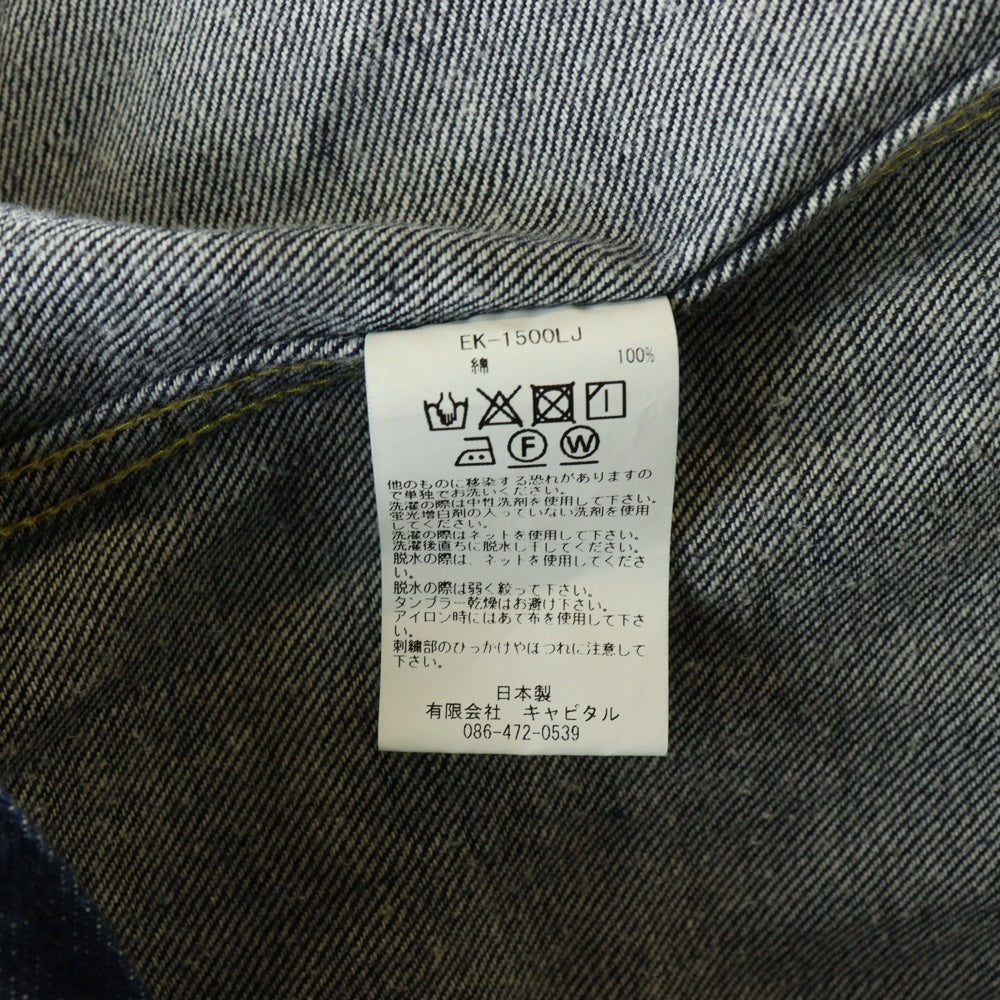 EK-1500LJ
綿 100%
F W
他のものに移染する恐れがありますの
で単独でお洗いください。
洗濯の際は中性洗剤を使用して下さい。
蛍光増白剤の入っていない洗剤を使用
してください。
洗濯の際はネットを使用して下さい。
洗濯後直ちに脱水し干してください。
脱水の際は、ネットを使用してくださ
い。
脱水の際は弱く絞って下さい。
タンブラー乾燥はお避け下さい。
アイロン時にはあて布を使用して下さ
い。
刺繍部のひっかけやほつれに注意して
下さい。
日本製
有限会社 キャピタル
086-472-0539